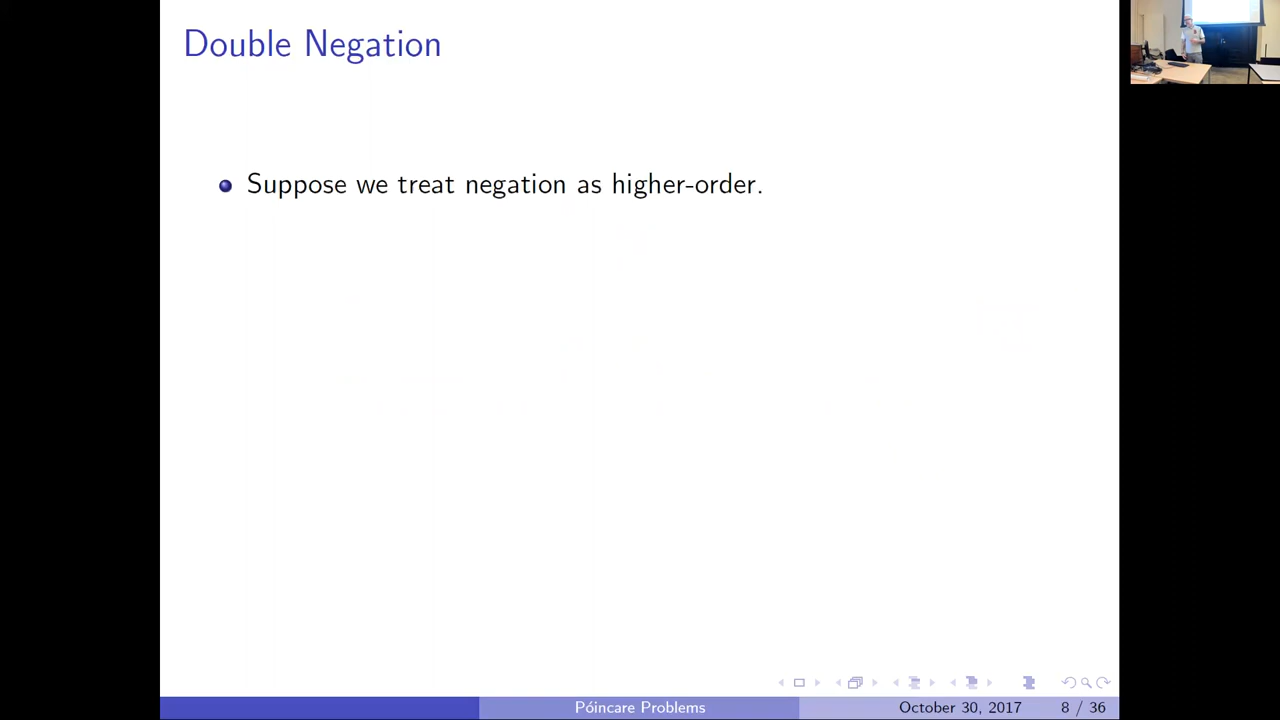 Double Negation
Suppose we treat negation as higher-order.
Póincare Problems
October 30, 2017
8 / 36